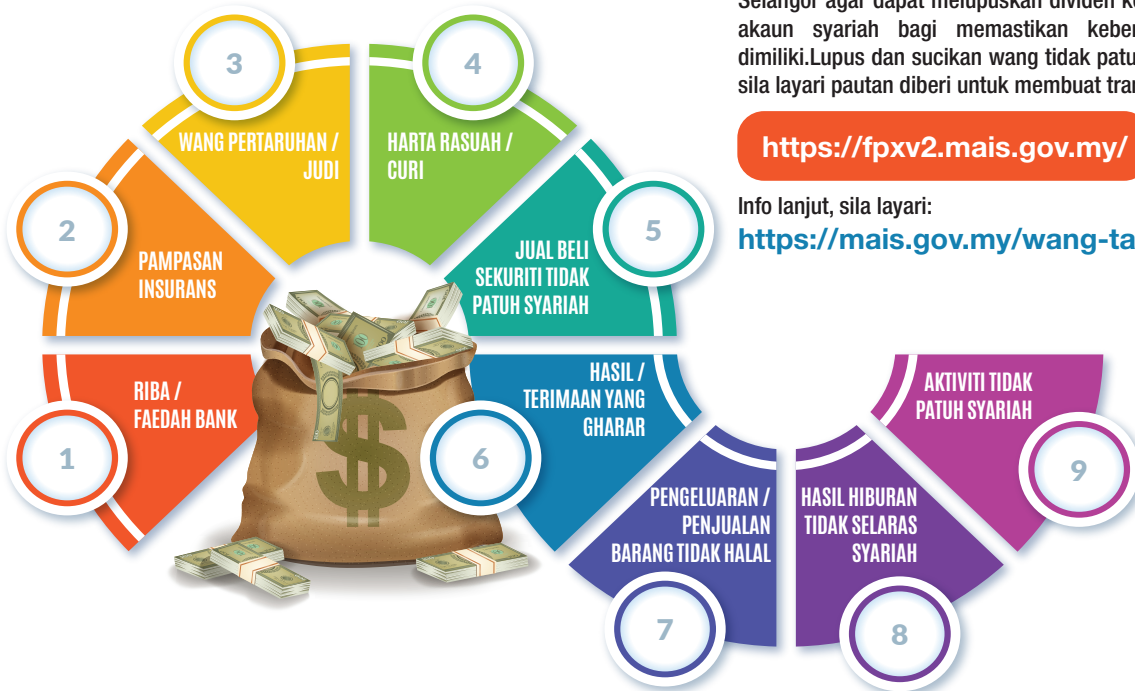 Selangor agar dapat melupuskan dividen
akaun syariah bagi memastikan
dimiliki.Lupus dan sucikan wang tidak
sila layari pautan diberi untuk membuat
https://fpxv2.mais.gov.my/
Info lanjut, sila layari:
https://mais.gov.my/wang-ta
1
RIBA /
FAEDAH BANK
2
PAMPASAN
INSURANS
3
WANG PERTARUHAN /
JUDI
4
HARTA RASUAH /
CURI
5
JUAL BELI
SEKURITI TIDAK
PATUH SYARIAH
6
HASIL /
TERIMAAN YANG
GHARAR
7
PENGELUARAN /
PENJUALAN
BARANG TIDAK HALAL
8
HASIL HIBURAN
TIDAK SELARAS
SYARIAH
9
AKTIVITI TIDAK
PATUH SYARIAH
$